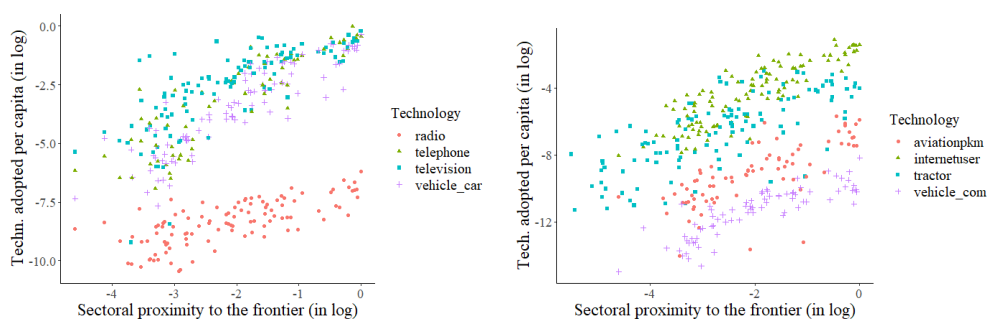 0.0
-2.5
-5.0
-7.5
-10.0
Techn. adopted per capita (in log)
-4
-3
-2
-1
0
Sectoral proximity to the frontier (in log)
Technology
radio
telephone
television
vehicle_car
-4
-8
-12
Tech. adopted per capita (in log)
-4
-2
0
Sectoral proximity to the frontier (in log)
Technology
aviationpkm
internetuser
tractor
vehicle_com